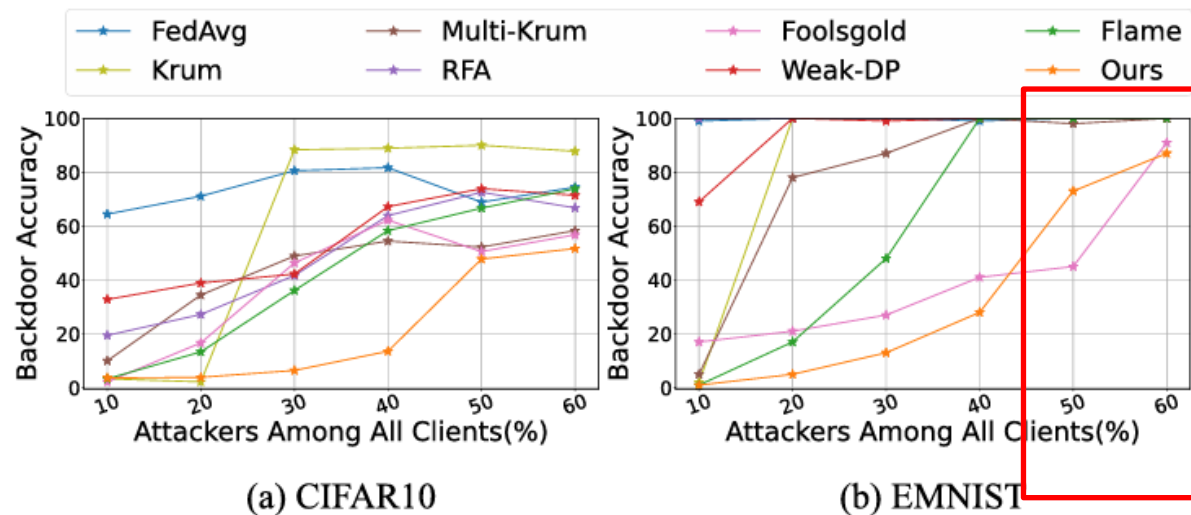 FedAvg Multi-Krum Foolsgold Flame
Krum RFA Weak-DP Ours
Backdoor Accuracy
100
80
60
40
20
0
10 20 30 40 50 60
Attackers Among All Clients(%)
(a) CIFAR10
Backdoor Accuracy
100
80
60
40
20
0
10 20 30 40 50 60
Attackers Among All Clients(%)
(b) EMNIST